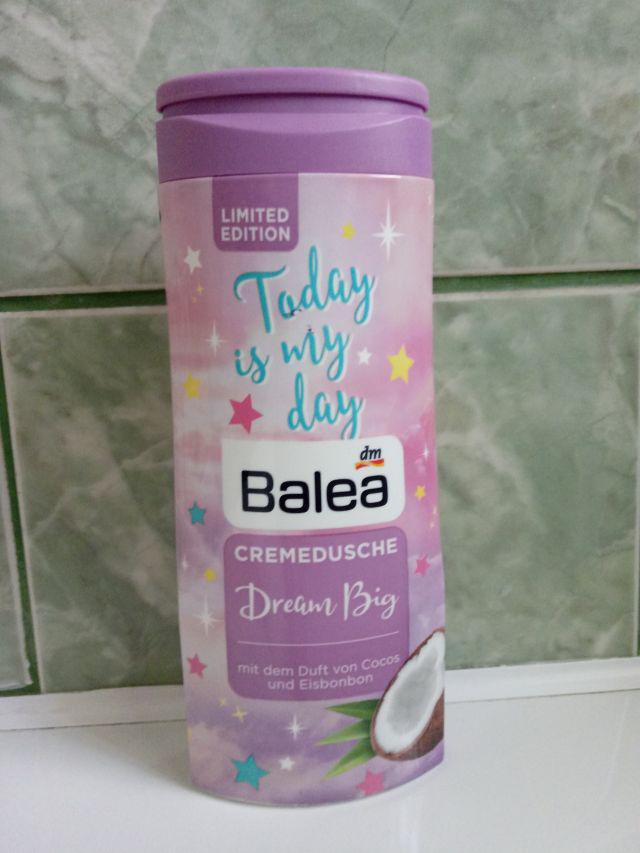 LIMITED
EDITION
Today
is my
day
dm
Balea
CREMEDUSCHE
Dream Big
mit dem Duft von Cocos
und Eisbonbon